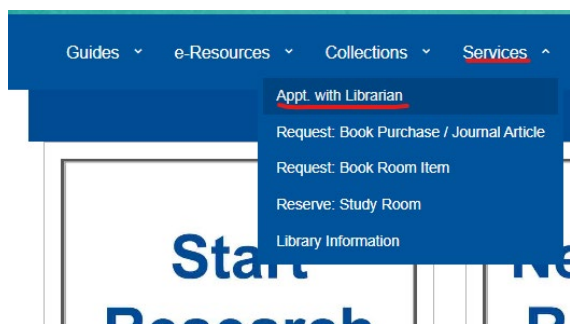 Guides e-Resources Collections Services
Appt. with Librarian
Request: Book Purchase / Journal Article
Request: Book Room Item
Reserve: Study Room
Library Information
Start
Research